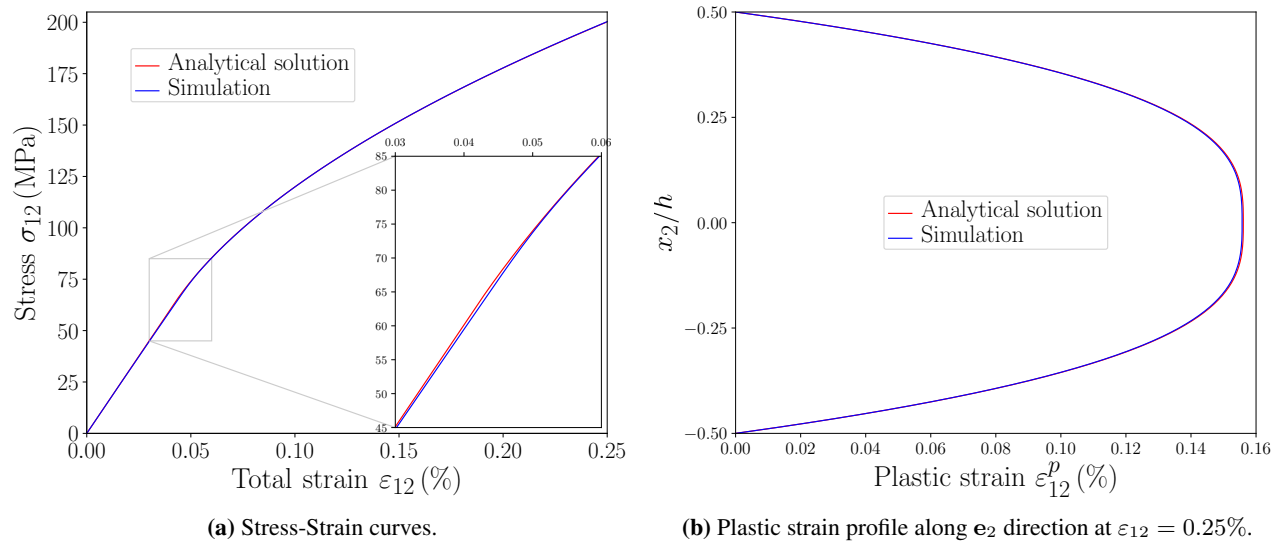 200
175
150
125
100
75
50
25
0
Stress σ₁₂ (MPa)
Analytical solution
Simulation
0.03 0.04 0.05 0.06
85
80
75
70
65
60
55
50
45
0.00 0.05 0.10 0.15 0.20 0.25
Total strain ε₁₂ (%)
(a) Stress-Strain curves.
0.50
0.25
0.00
−0.25
−0.50
x₂/h
Analytical solution
Simulation
0.00 0.02 0.04 0.06 0.08 0.10 0.12 0.14 0.16
Plastic strain εᵖ₁₂ (%)
(b) Plastic strain profile along e₂ direction at ε₁₂ = 0.25%.